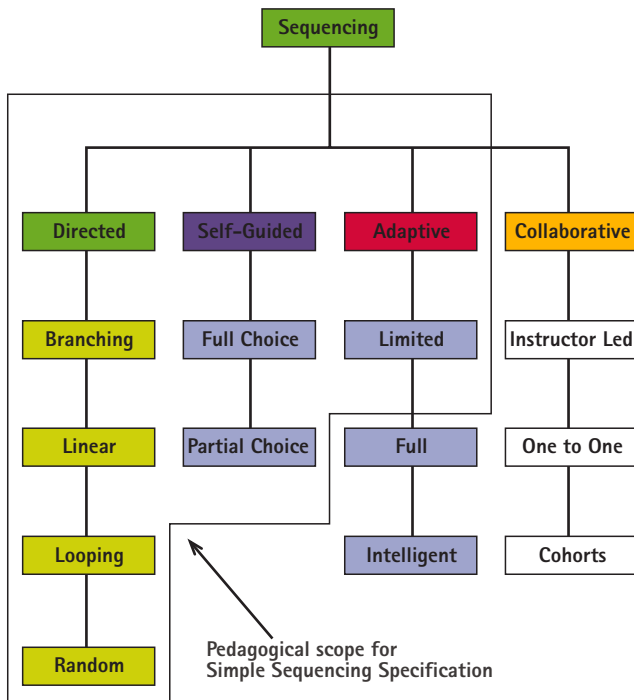 Sequencing
Directed
Self-Guided
Adaptive
Collaborative
Branching
Full Choice
Limited
Instructor Led
Linear
Partial Choice
Full
One to One
Looping
Intelligent
Cohorts
Random
Pedagogical scope for
Simple Sequencing Specification